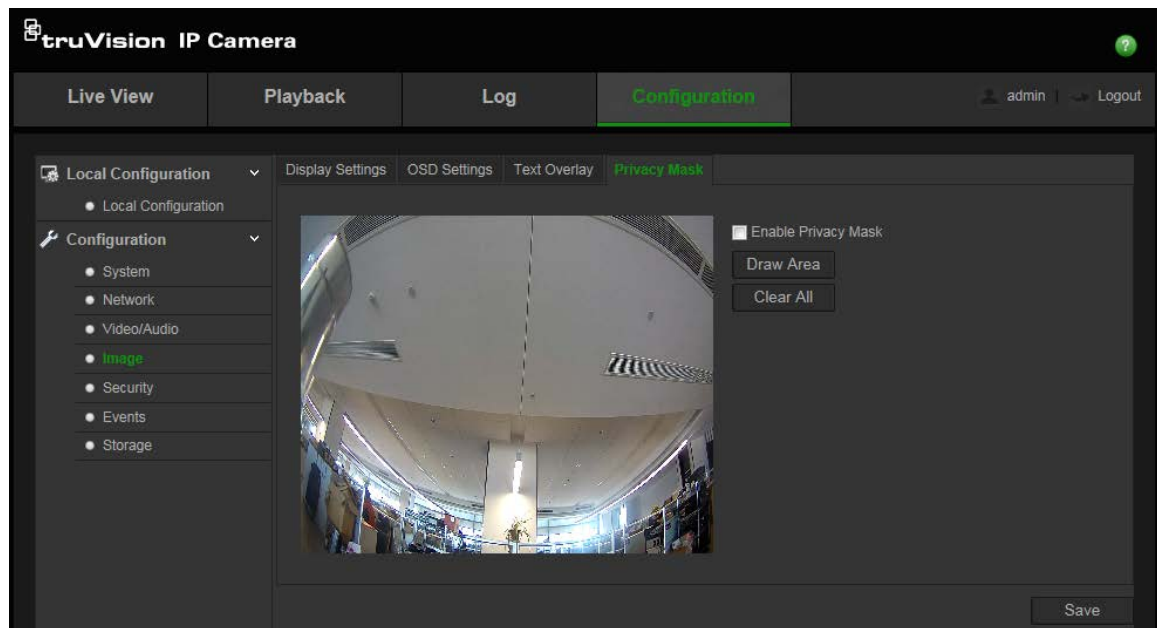 truVision IP Camera
?
Live View Playback Log Configuration admin | Logout
Local Configuration
Local Configuration
Configuration
System
Network
Video/Audio
Image
Security
Events
Storage
Display Settings OSD Settings Text Overlay Privacy Mask
Enable Privacy Mask
Draw Area
Clear All
Save